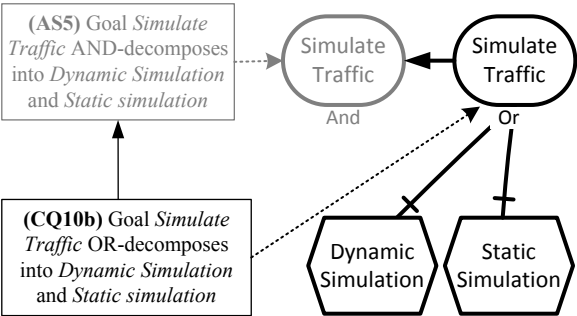 (AS5) Goal Simulate
Traffic AND-decomposes
into Dynamic Simulation
and Static simulation
Simulate
Traffic
And
Simulate
Traffic
Or
(CQ10b) Goal Simulate
Traffic OR-decomposes
into Dynamic Simulation
and Static simulation
Dynamic
Simulation
Static
Simulation